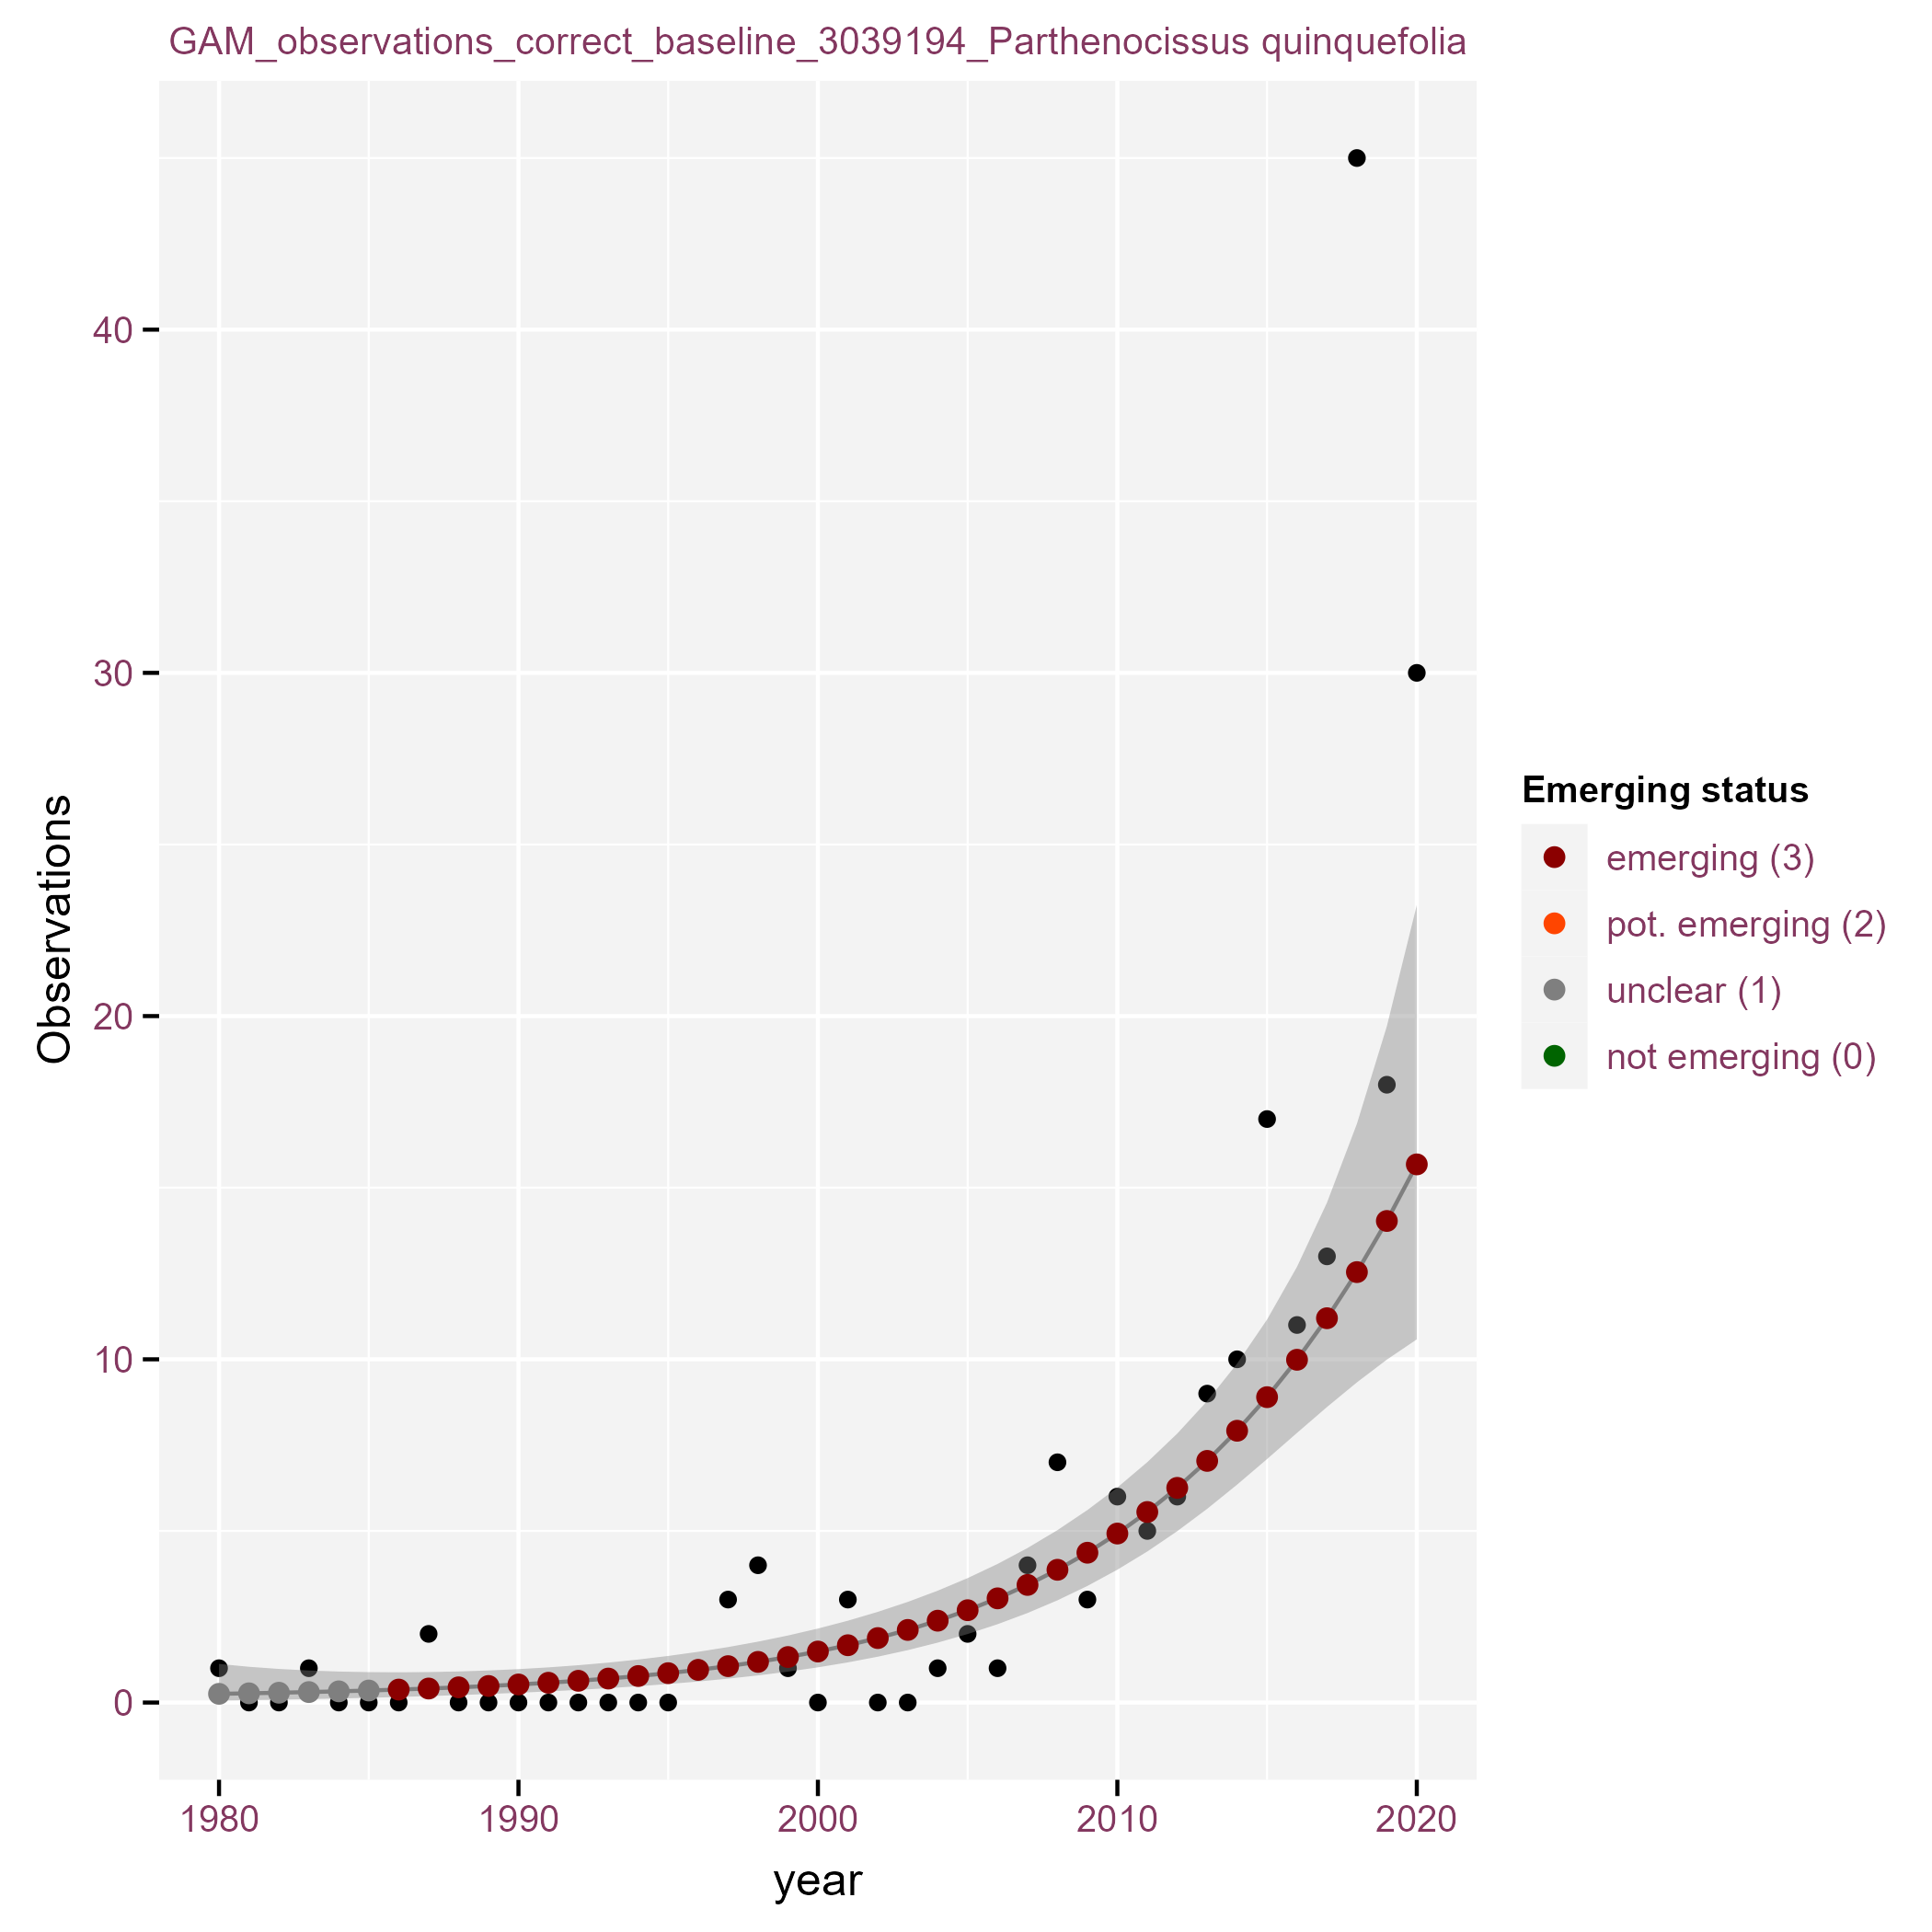 GAM_observations_correct_baseline_3039194_Parthenocissus quinquefolia
Observations
40
30
20
10
0
1980 1990 2000 2010 2020
year
Emerging status
emerging (3)
pot. emerging (2)
unclear (1)
not emerging (0)